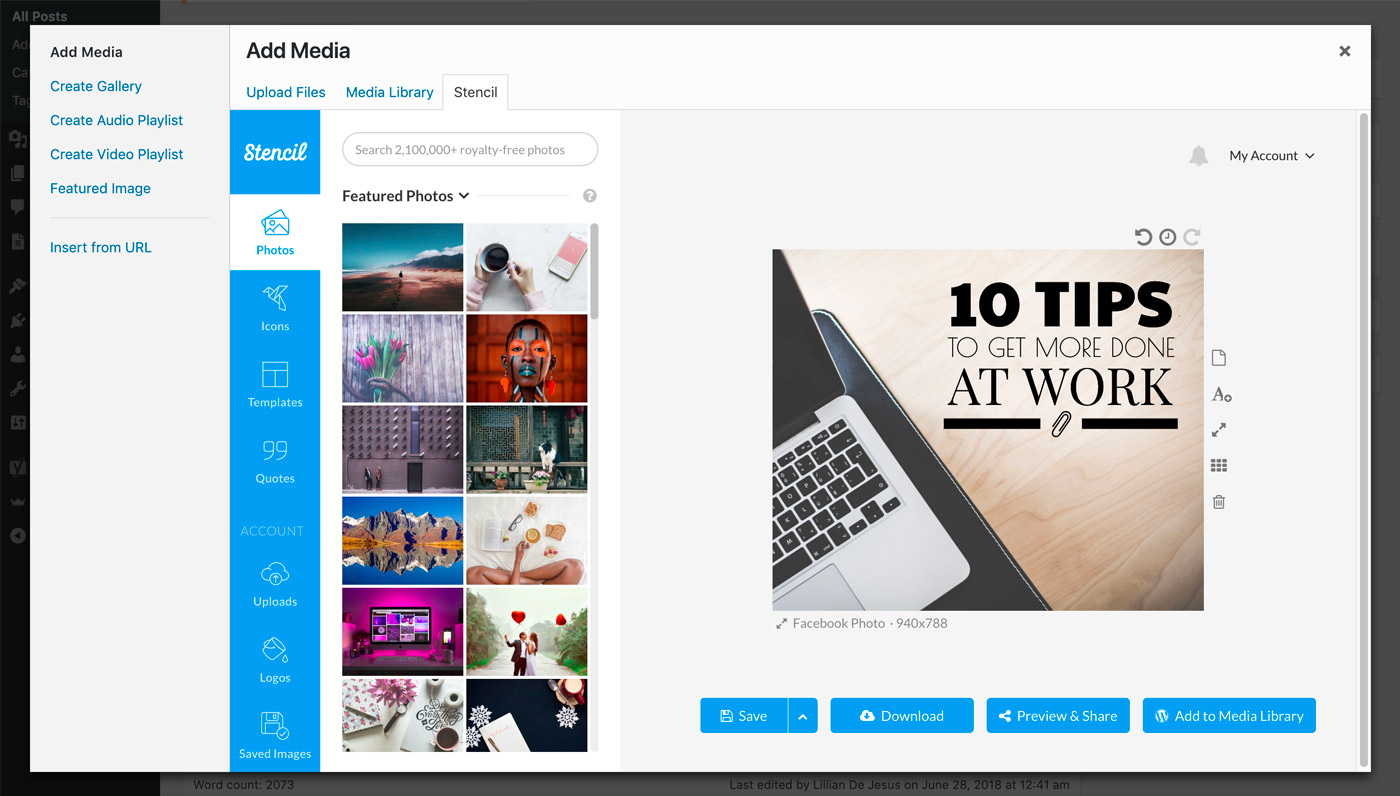 All Posts
Add Media
Create Gallery
Create Audio Playlist
Create Video Playlist
Featured Image
Insert from URL
Add Media
Upload Files
Media Library
Stencil
Stencil
Photos
Icons
Templates
Quotes
ACCOUNT
Uploads
Logos
Saved Images
Search 2,100,000+ royalty-free photos
Featured Photos
?
My Account
10 TIPS
TO GET MORE DONE
AT WORK
Facebook Photo · 940x788
Save
Download
Preview & Share
Add to Media Library
Word count: 2073
Last edited by Lillian De Jesus on June 28, 2018 at 12:41 am